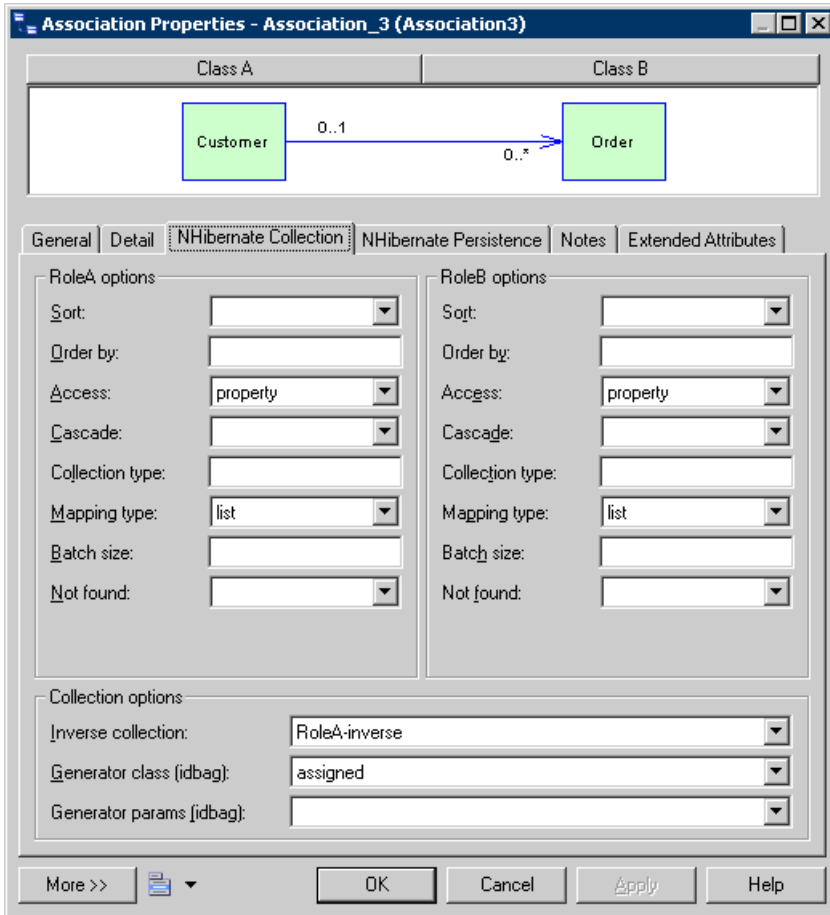 Association Properties - Association_3 (Association3)
Class A Class B
Customer 0..1 0..* Order
General Detail NHibernate Collection NHibernate Persistence Notes Extended Attributes
RoleA options RoleB options
Sort: Sort:
Order by: Order by:
Access: property Access: property
Cascade: Cascade:
Collection type: Collection type:
Mapping type: list Mapping type: list
Batch size: Batch size:
Not found: Not found:
Collection options
Inverse collection: RoleA-inverse
Generator class (idbag): assigned
Generator params (idbag):
More >> OK Cancel Apply Help